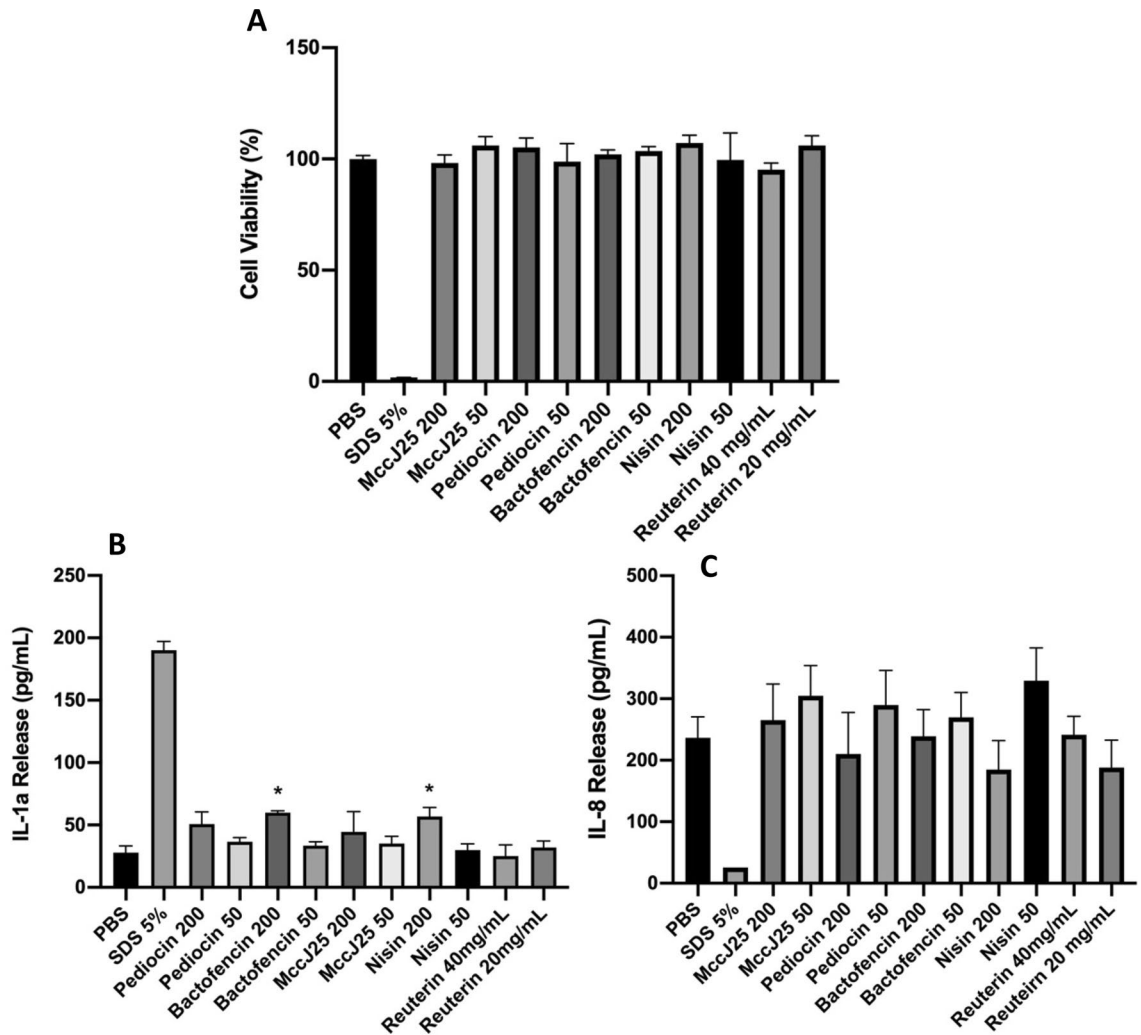 A
Cell Viability (%)
150
100
50
0
PBS
SDS 5%
MccJ25 200
MccJ25 50
Pediocin 200
Pediocin 50
Bactofencin 200
Bactofencin 50
Nisin 200
Nisin 50
Reuterin 40 mg/mL
Reuterin 20 mg/mL
B
IL-1a Release (pg/mL)
250
200
150
100
50
0
*
*
PBS
SDS 5%
Pediocin 200
Pediocin 50
Bactofencin 200
Bactofencin 50
MccJ25 200
MccJ25 50
Nisin 200
Nisin 50
Reuterin 40mg/mL
Reuterin 20mg/mL
C
IL-8 Release (pg/mL)
500
400
300
200
100
0
PBS
SDS 5%
MccJ25 200
MccJ25 50
Pediocin 200
Pediocin 50
Bactofencin 200
Bactofencin 50
Nisin 200
Nisin 50
Reuterin 40mg/mL
Reuteirn 20 mg/mL